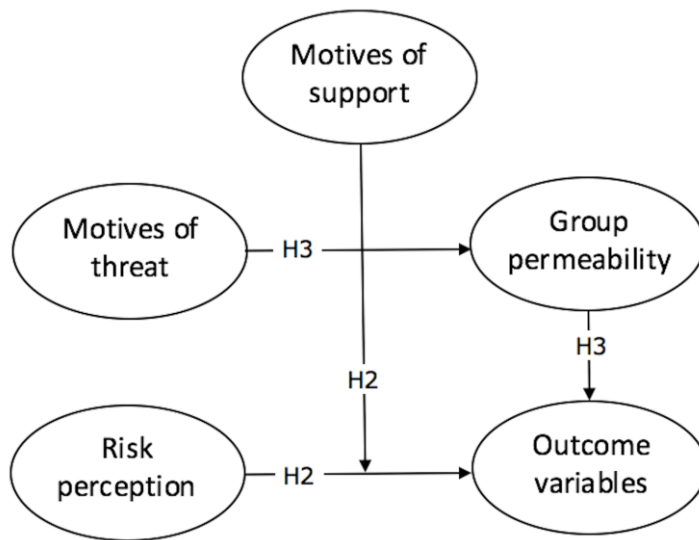 Motives of
support
Motives of
threat
H3
Group
permeability
H3
H2
Risk
perception
H2
Outcome
variables